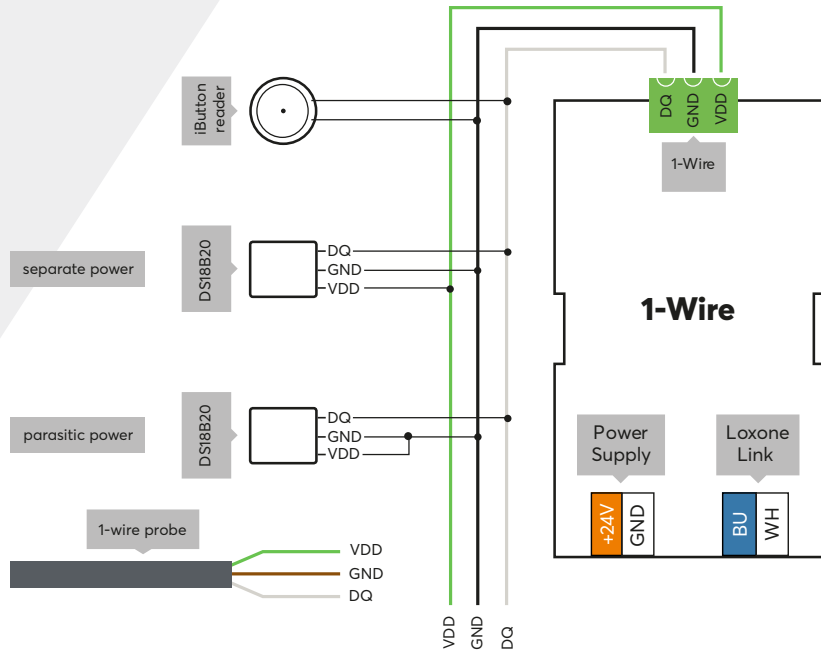 iButton
reader
DQ
GND
VDD
1-Wire
separate power
DS18B20
DQ
GND
VDD
1-Wire
parasitic power
DS18B20
DQ
GND
VDD
Power
Supply
Loxone
Link
+24V
GND
BU
WH
1-wire probe
VDD
GND
DQ
VDD
GND
DQ